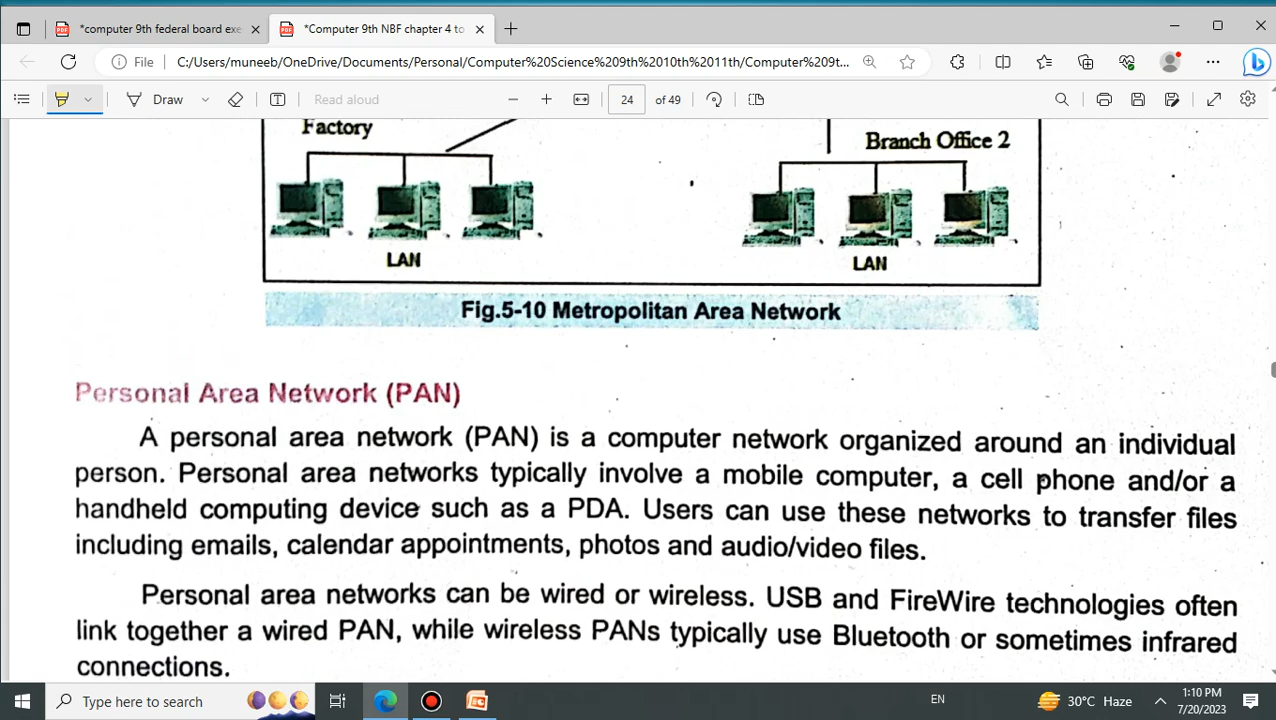 *computer 9th federal board exe
*Computer 9th NBF chapter 4 to
File
C:/Users/muneeb/OneDrive/Documents/Personal/Computer%20Science%209th%2010th%2011th/Computer%209t...
Draw
Read aloud
24 of 49
Factory
Branch Office 2
LAN
LAN
Fig.5-10 Metropolitan Area Network
Personal Area Network (PAN)
A personal area network (PAN) is a computer network organized around an individual
person. Personal area networks typically involve a mobile computer, a cell phone and/or a
handheld computing device such as a PDA. Users can use these networks to transfer files
including emails, calendar appointments, photos and audio/video files.
Personal area networks can be wired or wireless. USB and FireWire technologies often
link together a wired PAN, while wireless PANs typically use Bluetooth or sometimes infrared
connections.
Type here to search
EN
30°C Haze
1:10 PM
7/20/2023